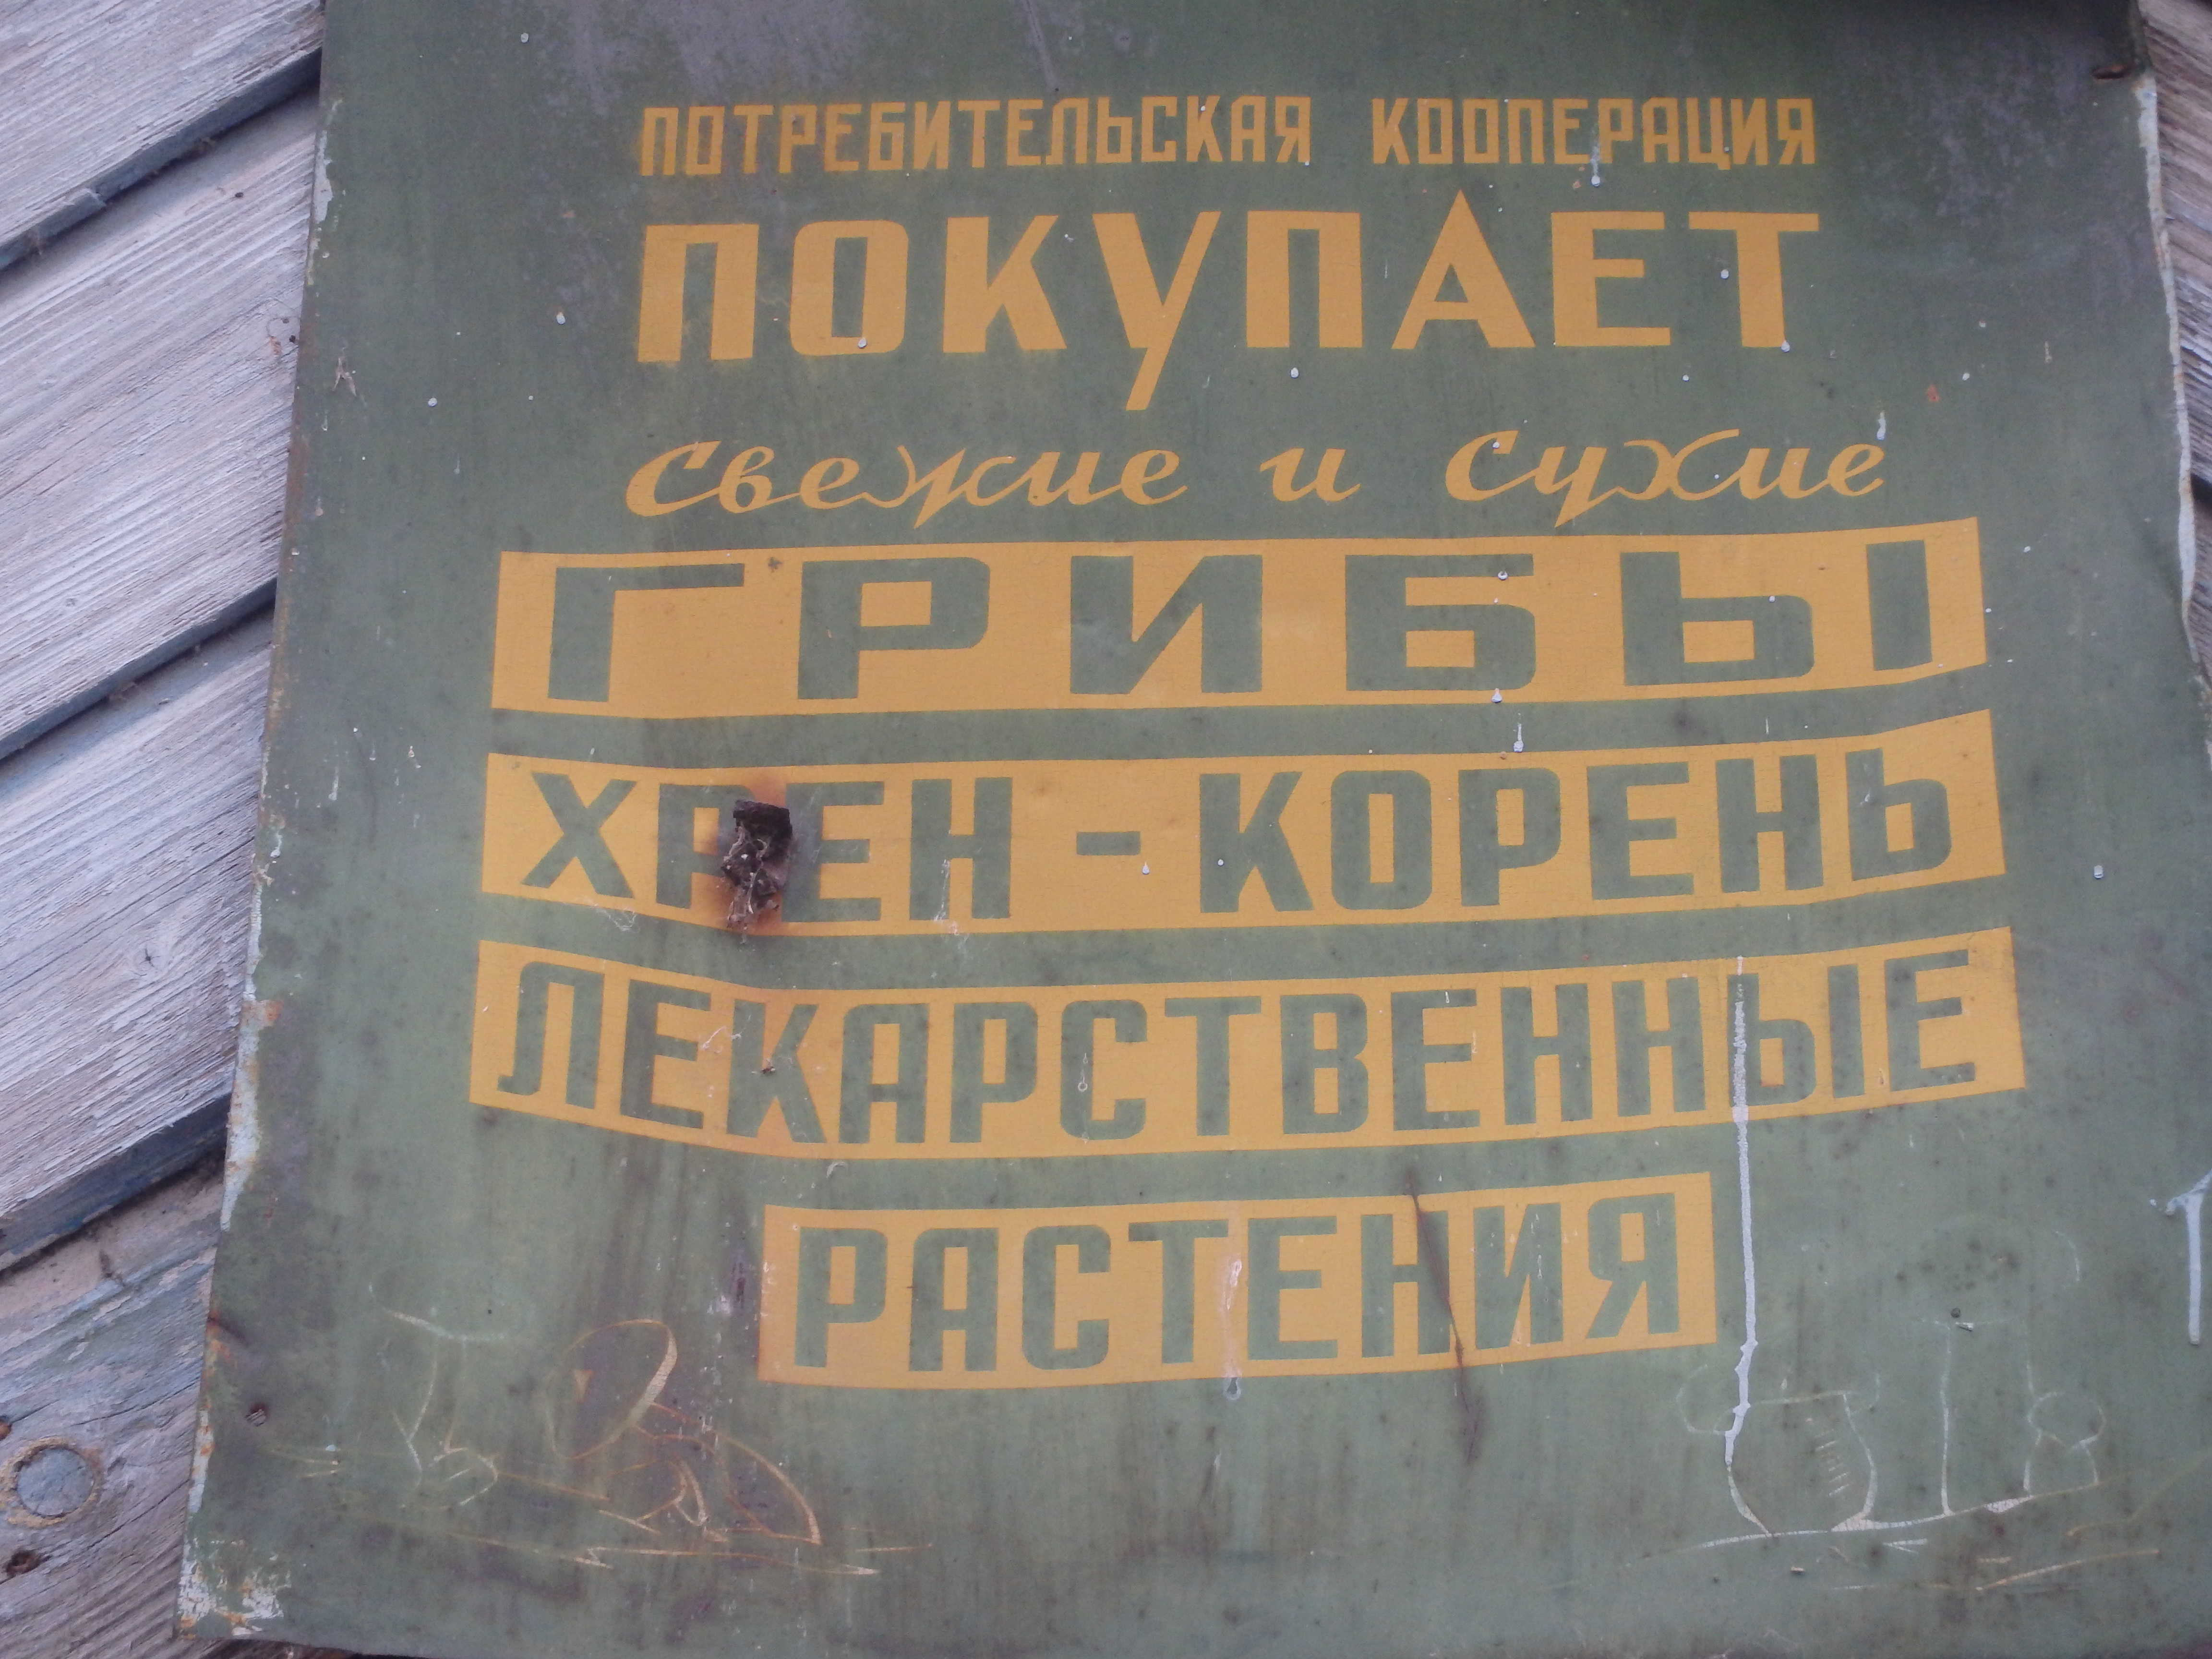 ПОТРЕБИТЕЛЬСКАЯ КООПЕРАЦИЯ
ПОКУПАЕТ
свежие и сухие
ГРИБЫ
ХРЕН - КОРЕНЬ
ЛЕКАРСТВЕННЫЕ
РАСТЕНИЯ